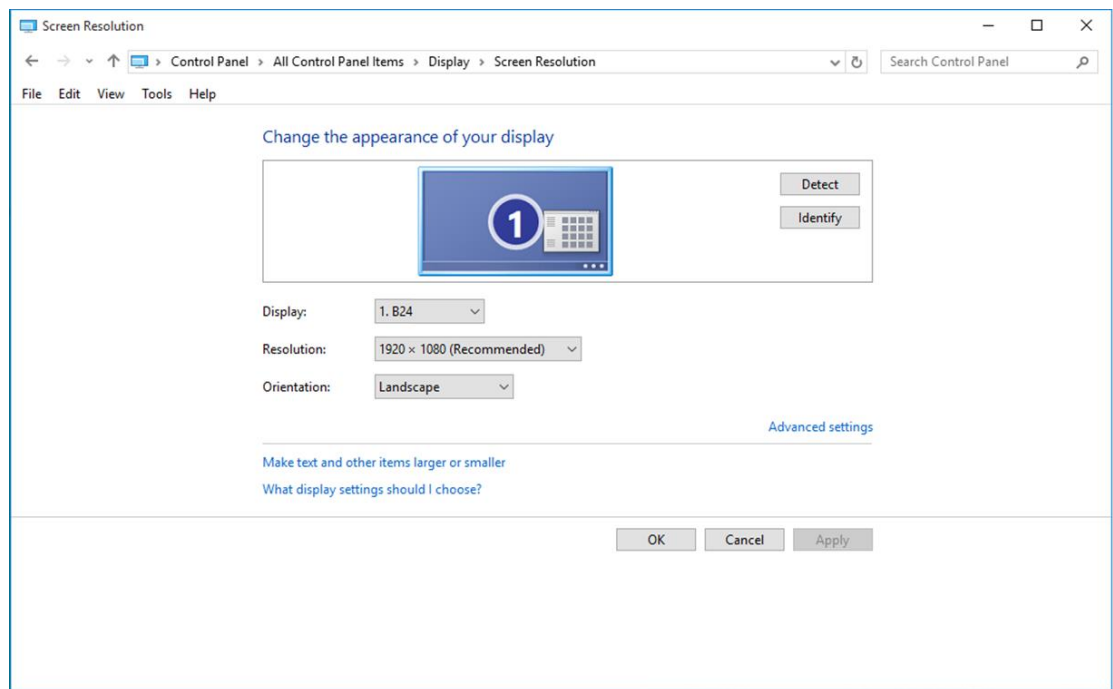 Screen Resolution
Control Panel › All Control Panel Items › Display › Screen Resolution
Search Control Panel
File Edit View Tools Help
Change the appearance of your display
1
Detect
Identify
Display: 1. B24
Resolution: 1920 × 1080 (Recommended)
Orientation: Landscape
Advanced settings
Make text and other items larger or smaller
What display settings should I choose?
OK Cancel Apply